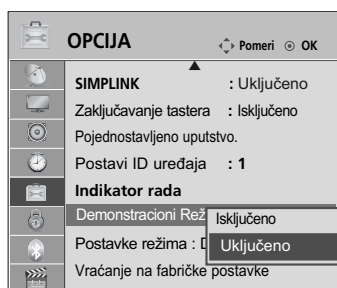 OPCIJA Pomeri OK
SIMPLINK : Uključeno
Zaključavanje tastera : Isključeno
Pojednostavljeno uputstvo.
Postavi ID uređaja : 1
Indikator rada
Demonstracioni Rež
Isključeno
Postavke režima :
Uključeno
Vraćanje na fabričke postavke